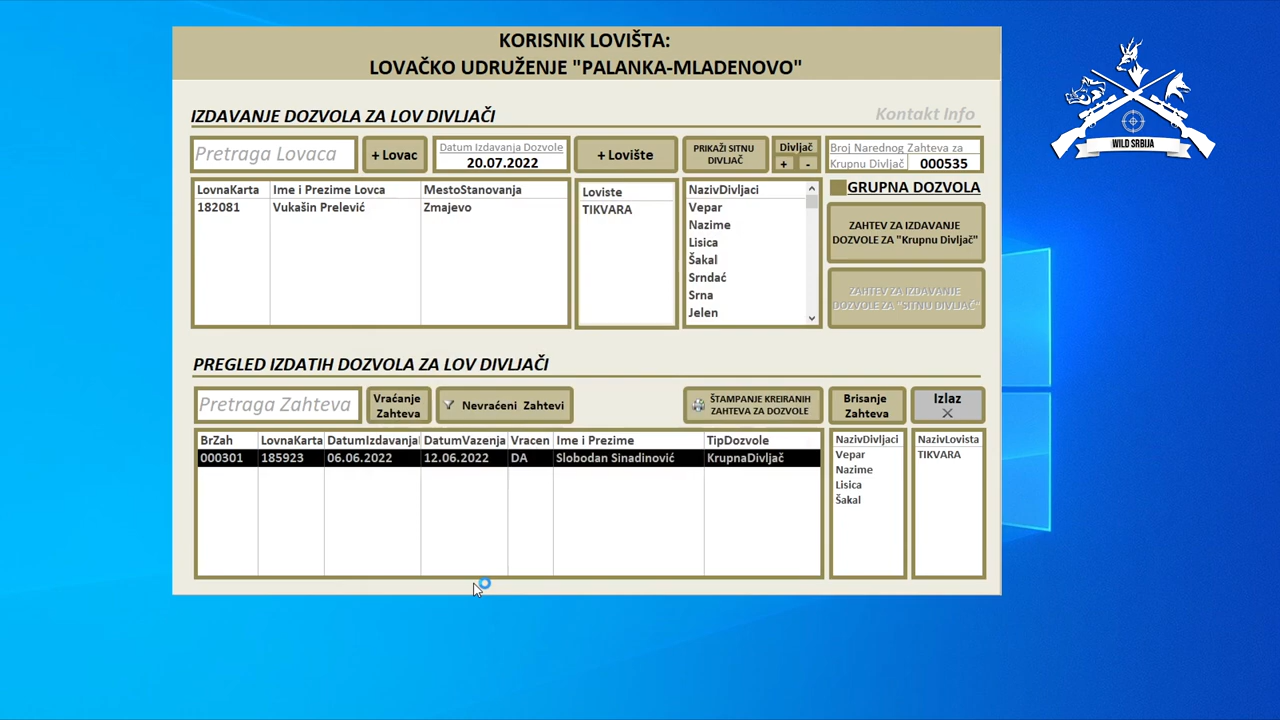 KORISNIK LOVIŠTA:
LOVAČKO UDRUŽENJE "PALANKA-MLADENOVO"
WILD SRBIJA
IZDAVANJE DOZVOLA ZA LOV DIVLJAČI
Kontakt Info
Pretraga Lovaca
+ Lovac
Datum Izdavanja Dozvole
20.07.2022
+ Lovište
PRIKAŽI SITNU
DIVLJAČ
Divljač
+ -
Broj Narednog Zahteva za
Krupnu Divljač 000535
LovnaKarta Ime i Prezime Lovca MestoStanovanja
182081 Vukašin Prelević Zmajevo
Loviste
TIKVARA
NazivDivljaci
Vepar
Nazime
Lisica
Šakal
Srndać
Srna
Jelen
GRUPNA DOZVOLA
ZAHTEV ZA IZDAVANJE
DOZVOLE ZA "Krupnu Divljač"
ZAHTEV ZA IZDAVANJE
DOZVOLE ZA "SITNU DIVLJAČ"
PREGLED IZDATIH DOZVOLA ZA LOV DIVLJAČI
Pretraga Zahteva
Vraćanje
Zahteva
Nevraćeni Zahtevi
ŠTAMPANJE KREIRANIH
ZAHTEVA ZA DOZVOLE
Brisanje
Zahteva
Izlaz
BrZah LovnaKarta DatumIzdavanja DatumVazenja Vracen Ime i Prezime TipDozvole
000301 185923 06.06.2022 12.06.2022 DA Slobodan Sinadinović KrupnaDivljač
NazivDivljaci
Vepar
Nazime
Lisica
Šakal
NazivLovista
TIKVARA